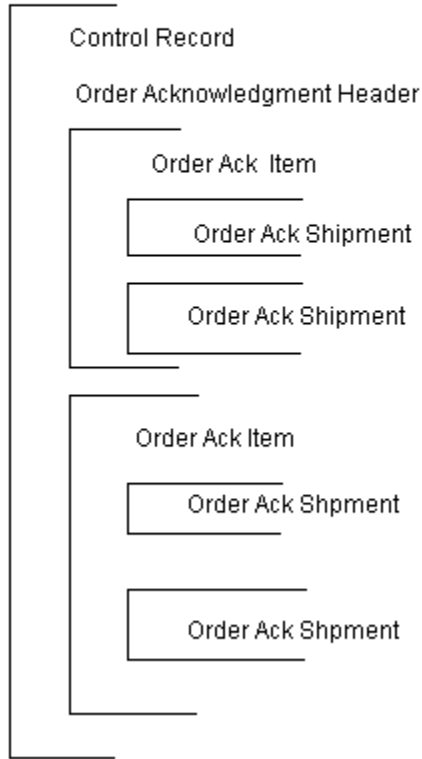 Control Record
Order Acknowledgment Header
Order Ack Item
Order Ack Shipment
Order Ack Shipment
Order Ack Item
Order Ack Shpment
Order Ack Shpment